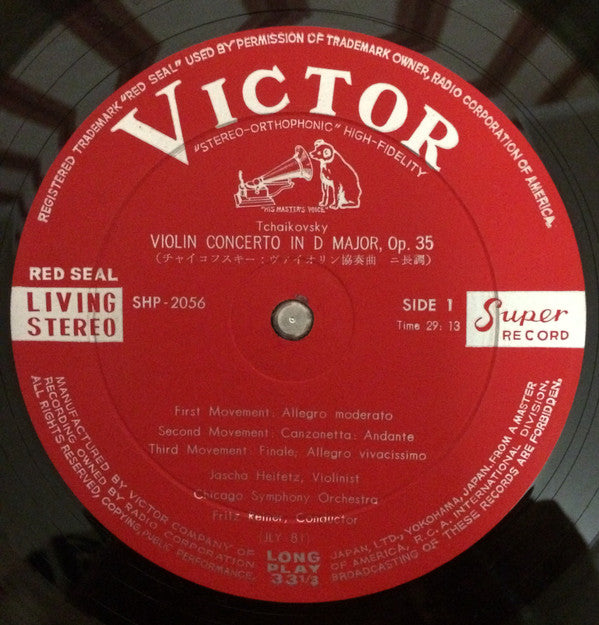 REGISTERED TRADEMARK "RED SEAL" USED BY PERMISSION OF TRADEMARK OWNER, RADIO CORPORATION OF AMERICA.
VICTOR
"STEREO-ORTHOPHONIC" HIGH-FIDELITY
"HIS MASTER'S VOICE"
Tchaikovsky
VIOLIN CONCERTO IN D MAJOR, Op. 35
(チャイコフスキー:ヴァイオリン協奏曲 ニ長調)
RED SEAL
LIVING STEREO
SHP-2056
SIDE 1
Time 29:13
Super
RECORD
First Movement: Allegro moderato
Second Movement: Canzonetta: Andante
Third Movement: Finale; Allegro vivacissimo
Jascha Heifetz, Violinist
Chicago Symphony Orchestra
Fritz Reiner, Conductor
(JLY-81)
LONG
PLAY
33 1/3
MANUFACTURED BY VICTOR COMPANY OF JAPAN, LTD., YOKOHAMA, JAPAN. FROM A MASTER
RECORDING OWNED BY RADIO CORPORATION OF AMERICA, R.C.A. INTERNATIONAL DIVISION.
ALL RIGHTS RESERVED, COPYING, PUBLIC PERFORMANCE, BROADCASTING OF THESE RECORDS ARE FORBIDDEN.